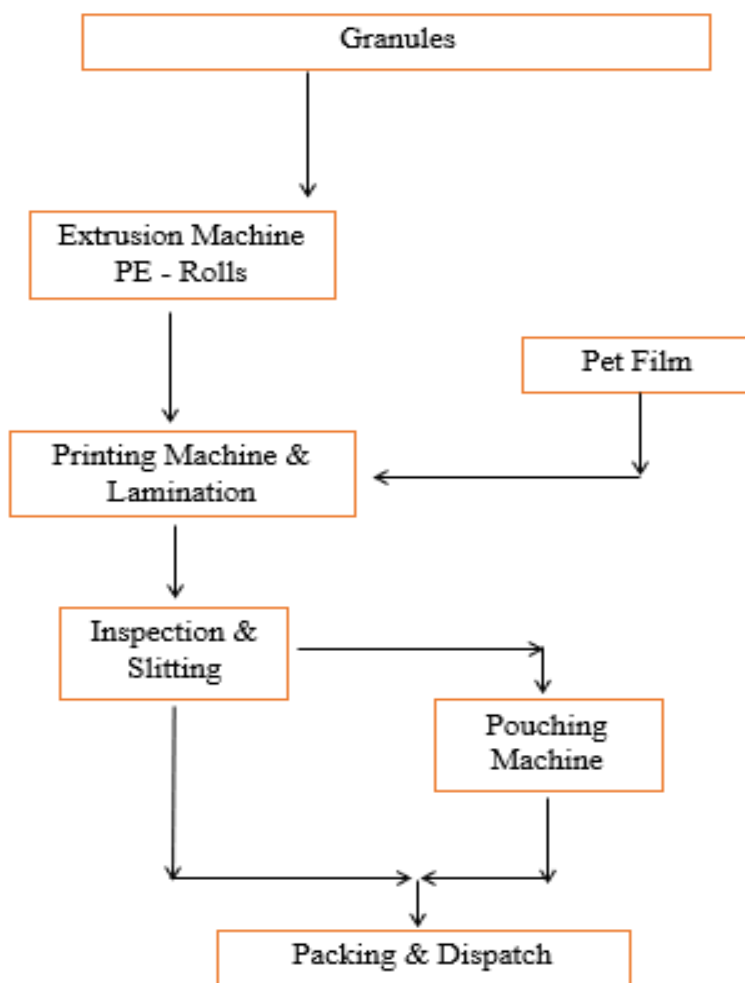 Granules
Extrusion Machine
PE - Rolls
Pet Film
Printing Machine &
Lamination
Inspection &
Slitting
Pouching
Machine
Packing & Dispatch